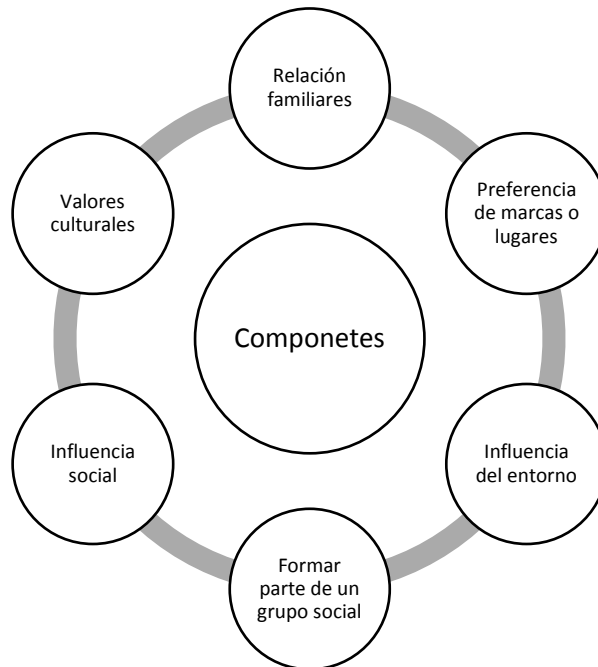 Relación
familiares
Preferencia
de marcas o
lugares
Influencia
del entorno
Formar
parte de un
grupo social
Influencia
social
Valores
culturales
Componetes